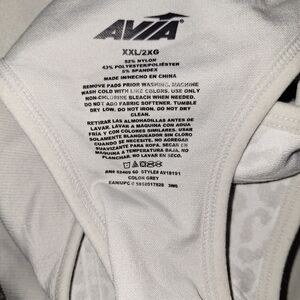 AVIA
XXL/2XG
52% NYLON
43% POLYESTER/POLIÉSTER
5% SPANDEX
MADE IN/HECHO EN CHINA
REMOVE PADS PRIOR WASHING. MACHINE
WASH COLD WITH LIKE COLORS. USE ONLY
NON-CHLORINE BLEACH WHEN NEEDED.
DO NOT ADD FABRIC SOFTENER. TUMBLE
DRY LOW. DO NOT IRON. DO NOT DRY
CLEAN.
RETIRAR LAS ALMOHADILLAS ANTES DE
LAVAR. LAVAR A MÁQUINA CON AGUA
FRÍA Y CON COLORES SIMILARES. USAR
SOLAMENTE BLANQUEADOR SIN CLORO
CUANDO SE NECESITE. NO AGREGAR
SUAVIZANTE PARA ROPA. SECAR EN
MÁQUINA A TEMPERATURA BAJA. NO
PLANCHAR. NO LAVAR EN SECO.
STYLE# AV18191
COLOR GREY
EAN/UPC